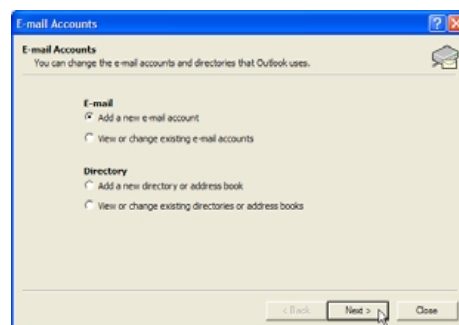 E-mail Accounts
E-mail Accounts
You can change the e-mail accounts and directories that Outlook uses.
E-mail
Add a new e-mail account
View or change existing e-mail accounts
Directory
Add a new directory or address book
View or change existing directories or address books
< Back
Next >
Close